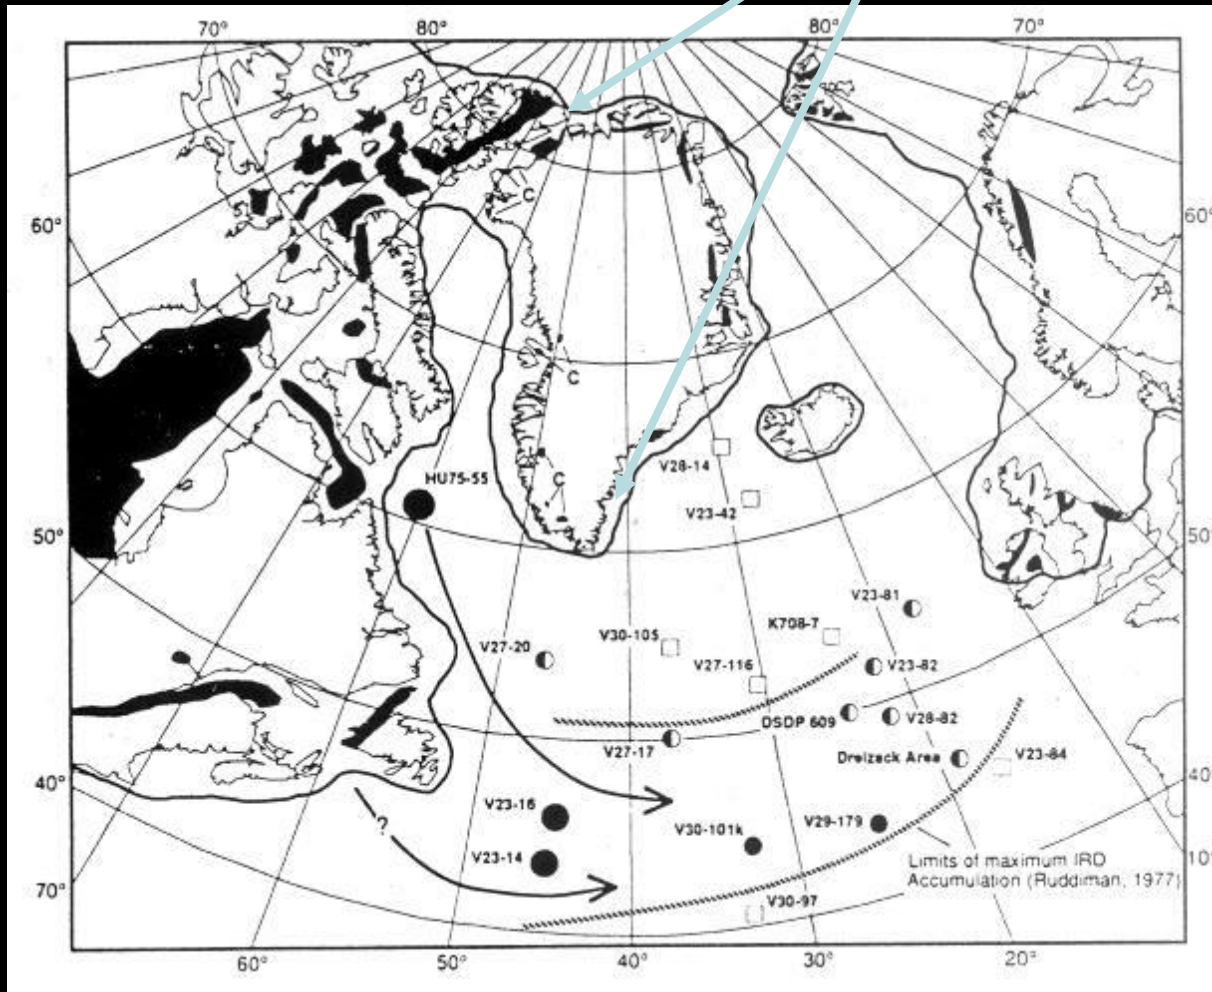 70°
80°
80°
70°
60°
60°
C
C
HU75-55
V28-14
C
V23-42
50°
50°
V23-81
K708-7
V30-105
V27-20
V27-116
V23-82
DSDP 609
V28-82
V27-17
Dreizack Area
V23-84
40°
40°
V23-16
?
V30-101k
V29-179
V23-14
Limits of maximum IRD
Accumulation (Ruddiman, 1977)
10°
70°
V30-97
60°
50°
40°
30°
20°